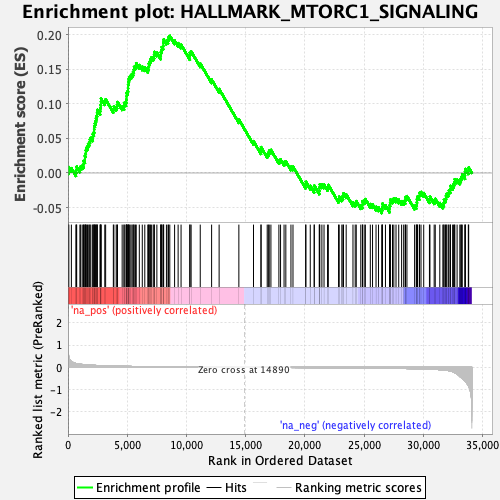 Enrichment plot: HALLMARK_MTORC1_SIGNALING
Enrichment score (ES)
0.20
0.15
0.10
0.05
0.00
-0.05
'na_pos' (positively correlated)
Ranked list metric (PreRanked)
2
1
0
-1
-2
Zero cross at 14890
'na_neg' (negatively correlated)
0
5,000
10,000
15,000
20,000
25,000
30,000
35,000
Rank in Ordered Dataset
Enrichment profile
Hits
Ranking metric scores